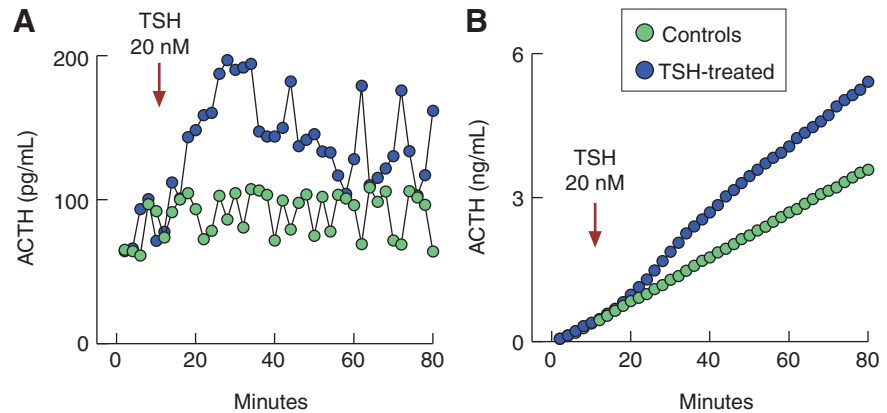 A
TSH
20 nM
200
100
0
ACTH (pg/mL)
0 20 40 60 80
Minutes
B
Controls
TSH-treated
TSH
20 nM
6
3
0
ACTH (ng/mL)
0 20 40 60 80
Minutes